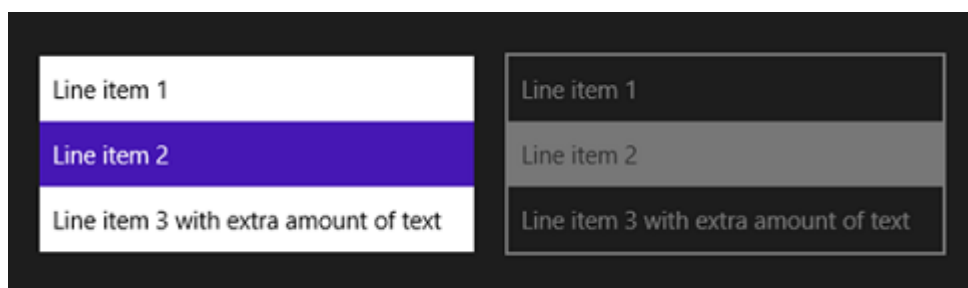 Line item 1
Line item 2
Line item 3 with extra amount of text
Line item 1
Line item 2
Line item 3 with extra amount of text